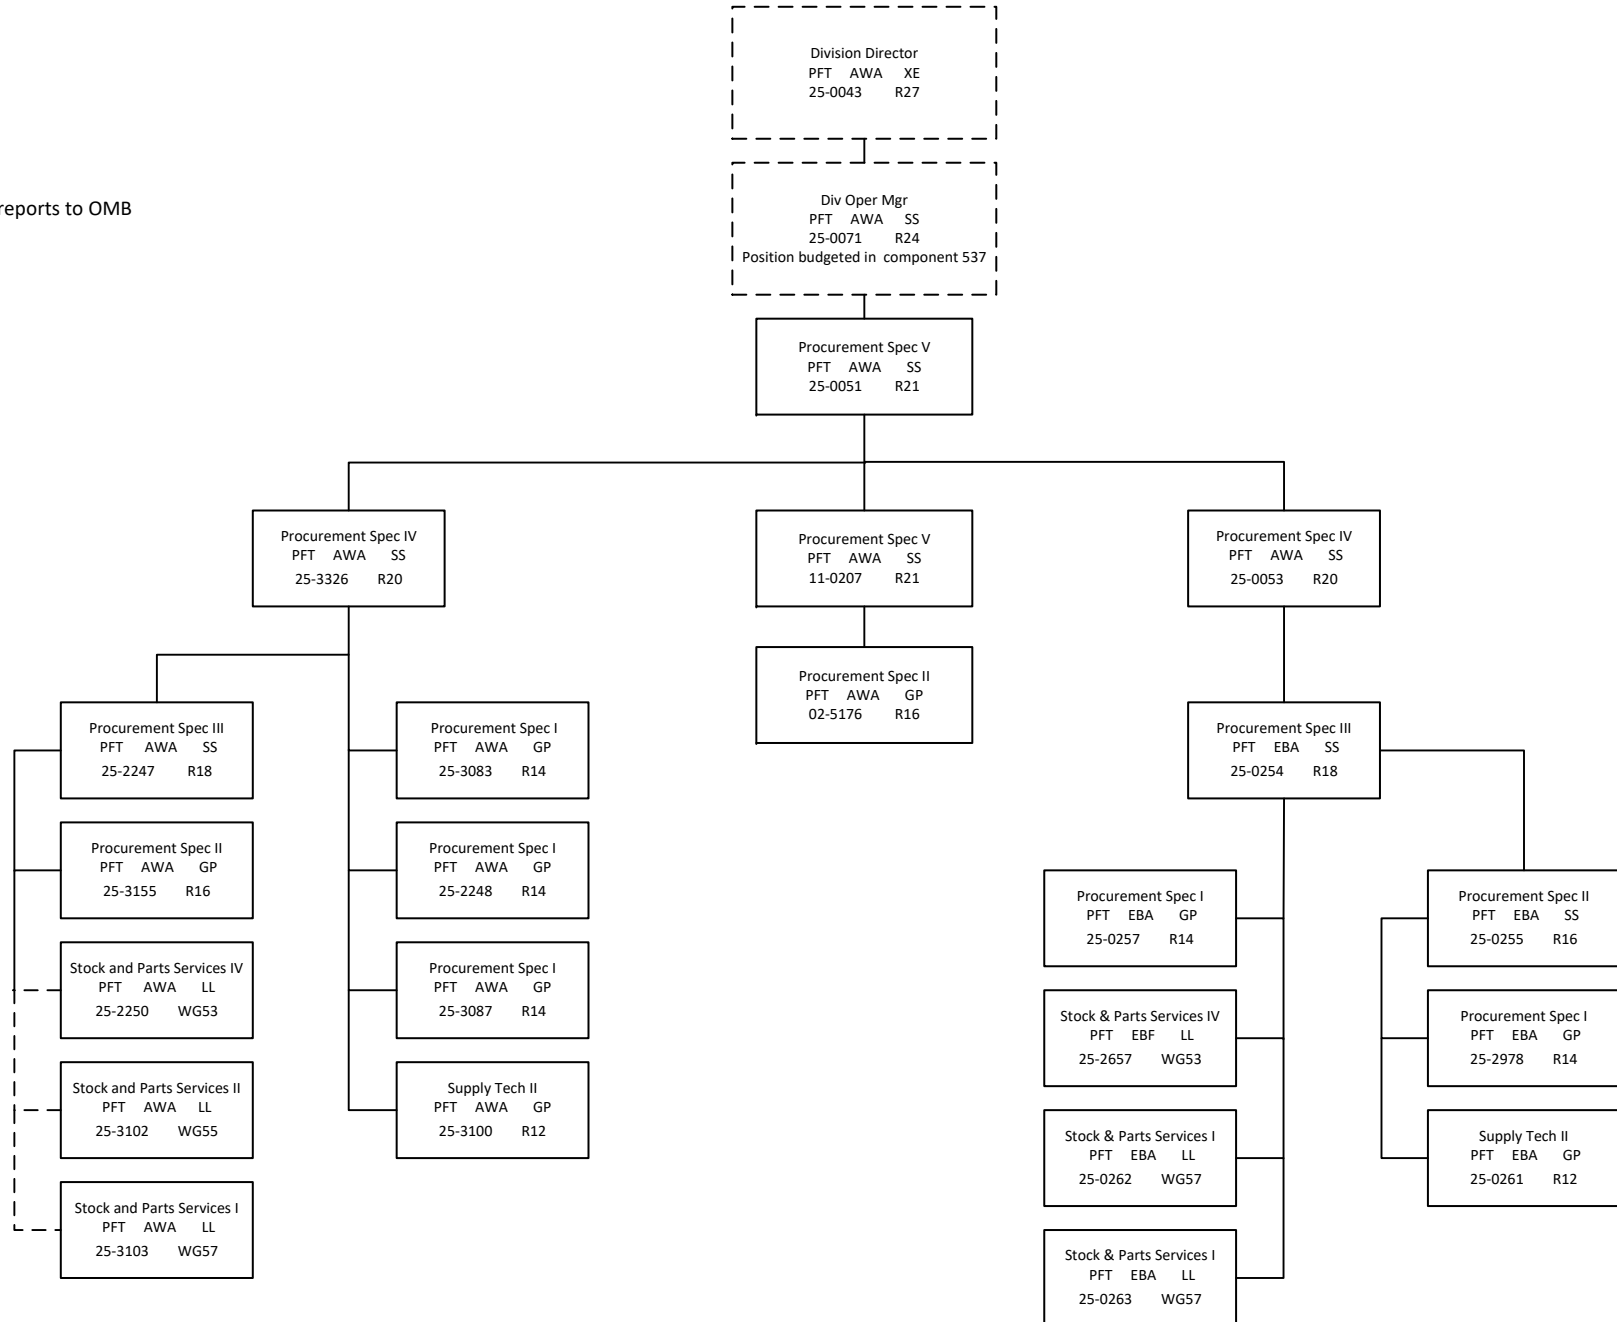 Division Director
PFT AWA XE
25-0043 R27
reports to OMB
Div Oper Mgr
PFT AWA SS
25-0071 R24
Position budgeted in component 537
Procurement Spec V
PFT AWA SS
25-0051 R21
Procurement Spec IV
PFT AWA SS
25-3326 R20
Procurement Spec V
PFT AWA SS
11-0207 R21
Procurement Spec IV
PFT AWA SS
25-0053 R20
Procurement Spec II
PFT AWA GP
02-5176 R16
Procurement Spec III
PFT AWA SS
25-2247 R18
Procurement Spec I
PFT AWA GP
25-3083 R14
Procurement Spec III
PFT EBA SS
25-0254 R18
Procurement Spec II
PFT AWA GP
25-3155 R16
Procurement Spec I
PFT AWA GP
25-2248 R14
Procurement Spec I
PFT EBA GP
25-0257 R14
Procurement Spec II
PFT EBA SS
25-0255 R16
Stock and Parts Services IV
PFT AWA LL
25-2250 WG53
Procurement Spec I
PFT AWA GP
25-3087 R14
Stock & Parts Services IV
PFT EBF LL
25-2657 WG53
Procurement Spec I
PFT EBA GP
25-2978 R14
Stock and Parts Services II
PFT AWA LL
25-3102 WG55
Supply Tech II
PFT AWA GP
25-3100 R12
Stock & Parts Services I
PFT EBA LL
25-0262 WG57
Supply Tech II
PFT EBA GP
25-0261 R12
Stock and Parts Services I
PFT AWA LL
25-3103 WG57
Stock & Parts Services I
PFT EBA LL
25-0263 WG57